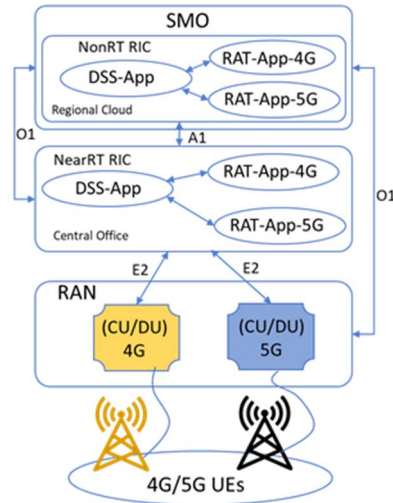 SMO
NonRT RIC
RAT-App-4G
DSS-App
RAT-App-5G
Regional Cloud
O1
A1
NearRT RIC
RAT-App-4G
DSS-App
O1
RAT-App-5G
Central Office
E2
E2
RAN
(CU/DU)
4G
(CU/DU)
5G
4G/5G UEs